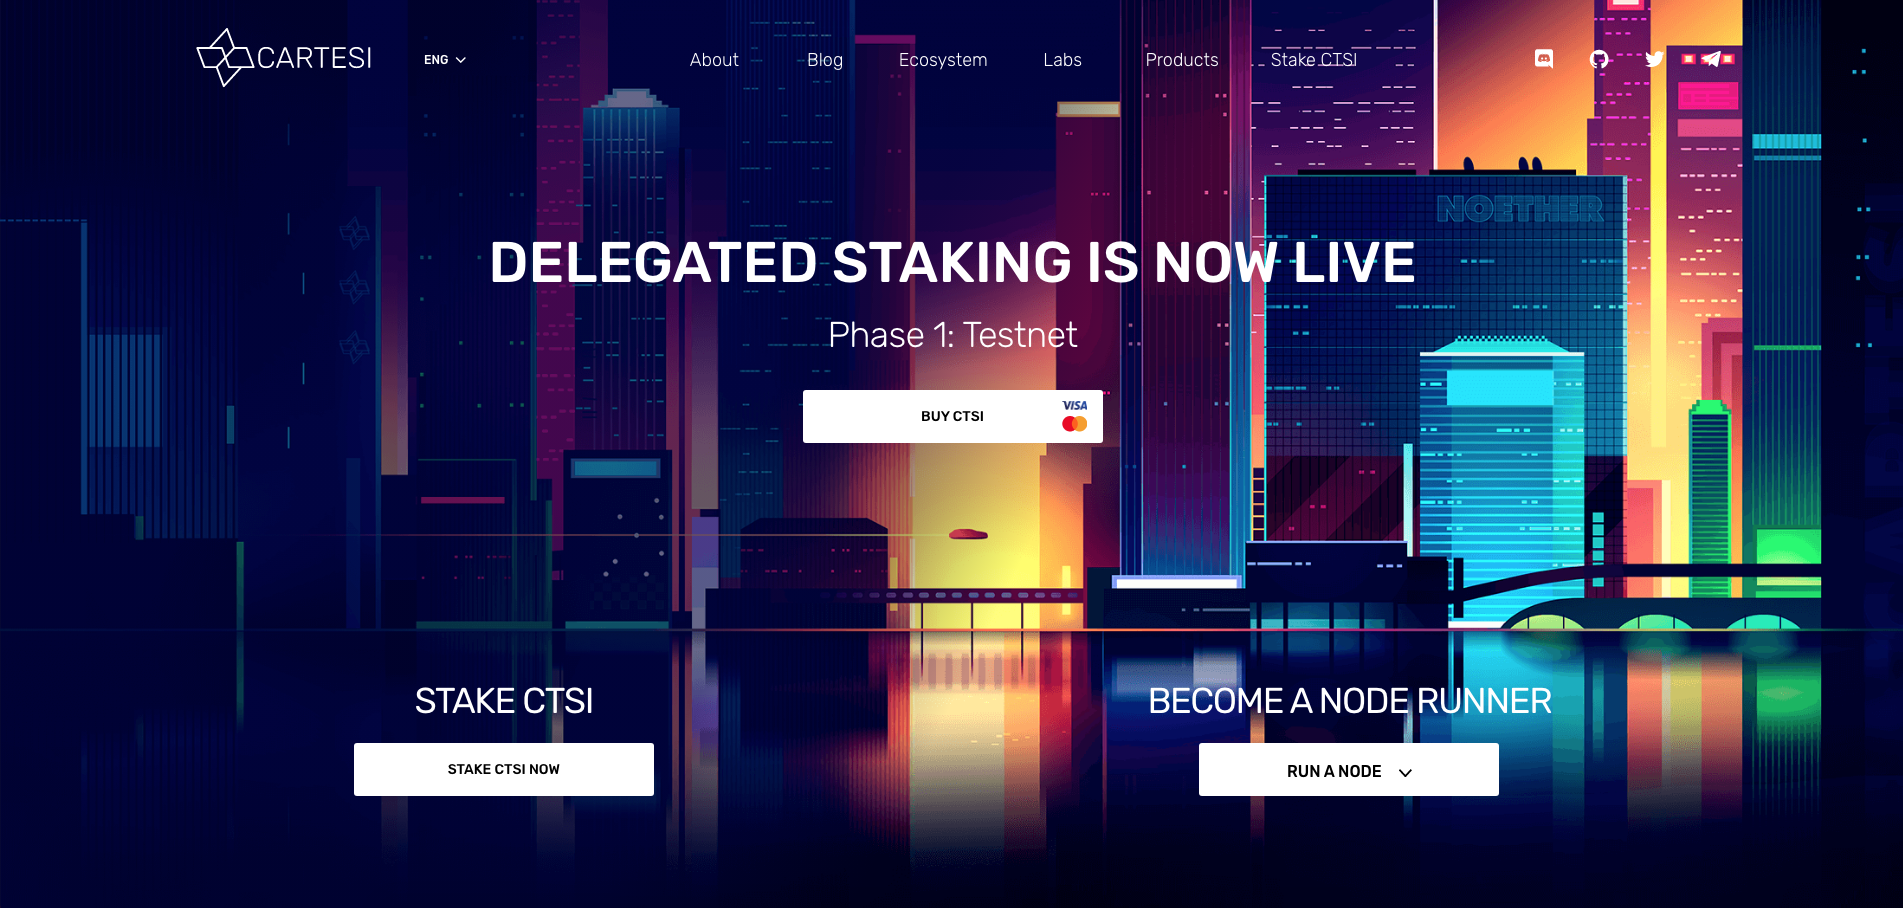 CARTESI
ENG
About
Blog
Ecosystem
Labs
Products
Stake CTSI
NOETHER
DELEGATED STAKING IS NOW LIVE
Phase 1: Testnet
BUY CTSI
VISA
STAKE CTSI
BECOME A NODE RUNNER
STAKE CTSI NOW
RUN A NODE